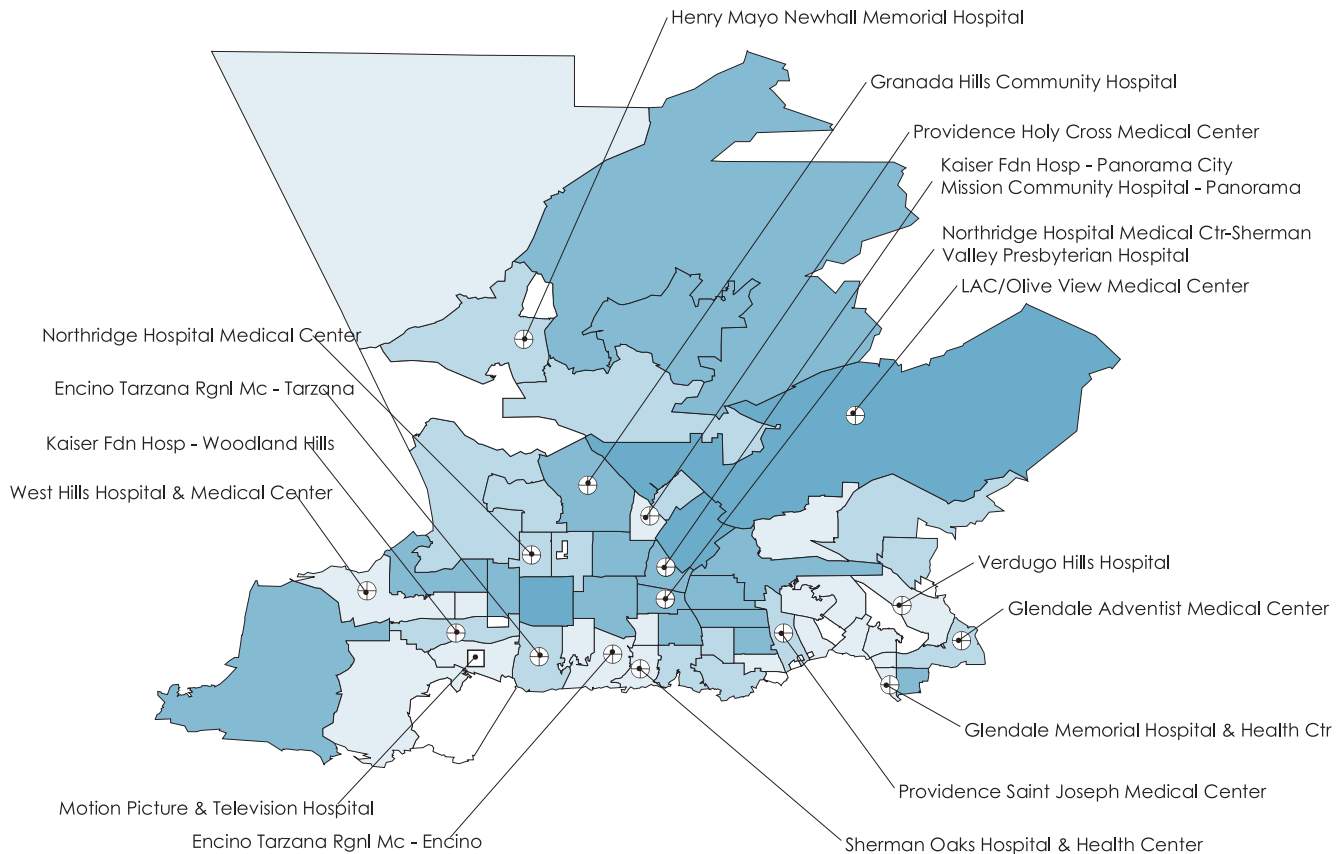 Henry Mayo Newhall Memorial Hospital
Granada Hills Community Hospital
Providence Holy Cross Medical Center
Kaiser Fdn Hosp - Panorama City
Mission Community Hospital - Panorama
Northridge Hospital Medical Ctr-Sherman
Valley Presbyterian Hospital
LAC/Olive View Medical Center
Northridge Hospital Medical Center
Encino Tarzana Rgnl Mc - Tarzana
Kaiser Fdn Hosp - Woodland Hills
West Hills Hospital & Medical Center
Verdugo Hills Hospital
Glendale Adventist Medical Center
Glendale Memorial Hospital & Health Ctr
Providence Saint Joseph Medical Center
Motion Picture & Television Hospital
Encino Tarzana Rgnl Mc - Encino
Sherman Oaks Hospital & Health Center